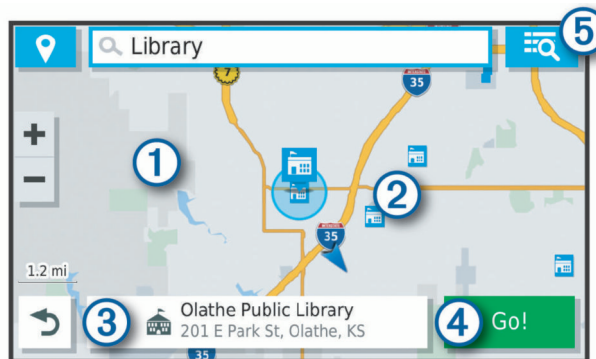 Library
5
7
35
+
1
−
2
35
1.2 mi
3
Olathe Public Library
201 E Park St, Olathe, KS
4
Go!
35